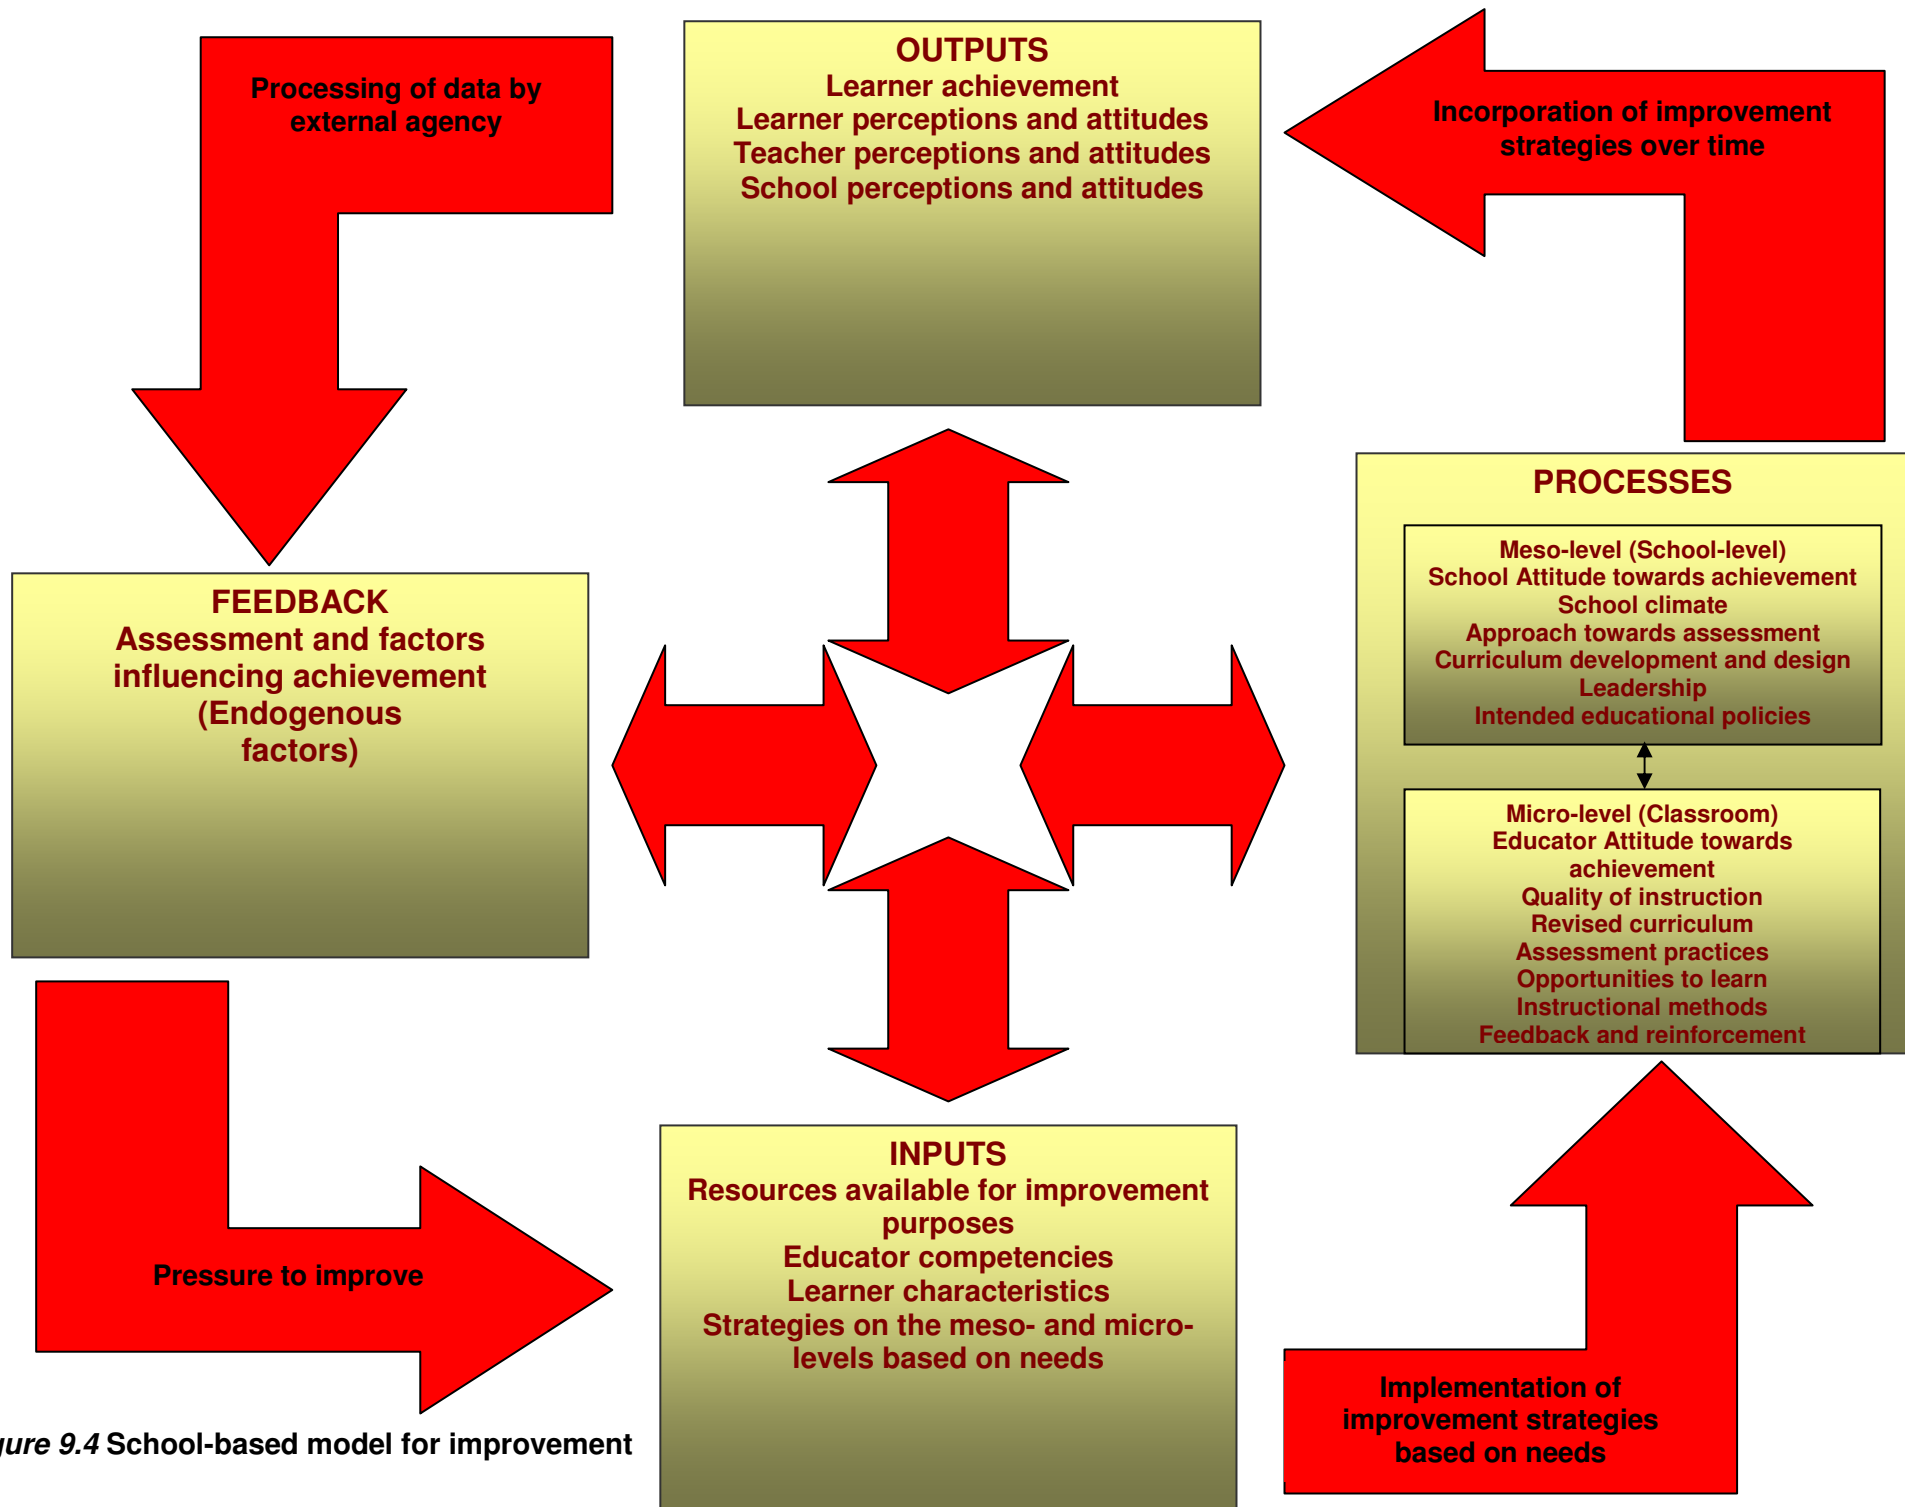 Processing of data by
external agency
OUTPUTS
Learner achievement
Learner perceptions and attitudes
Teacher perceptions and attitudes
School perceptions and attitudes
Incorporation of improvement
strategies over time
FEEDBACK
Assessment and factors
influencing achievement
(Endogenous
factors)
PROCESSES
Meso-level (School-level)
School Attitude towards achievement
School climate
Approach towards assessment
Curriculum development and design
Leadership
Intended educational policies
Micro-level (Classroom)
Educator Attitude towards
achievement
Quality of instruction
Revised curriculum
Assessment practices
Opportunities to learn
Instructional methods
Feedback and reinforcement
Pressure to improve
INPUTS
Resources available for improvement
purposes
Educator competencies
Learner characteristics
Strategies on the meso- and micro-
levels based on needs
Implementation of
improvement strategies
based on needs
gure 9.4 School-based model for improvement